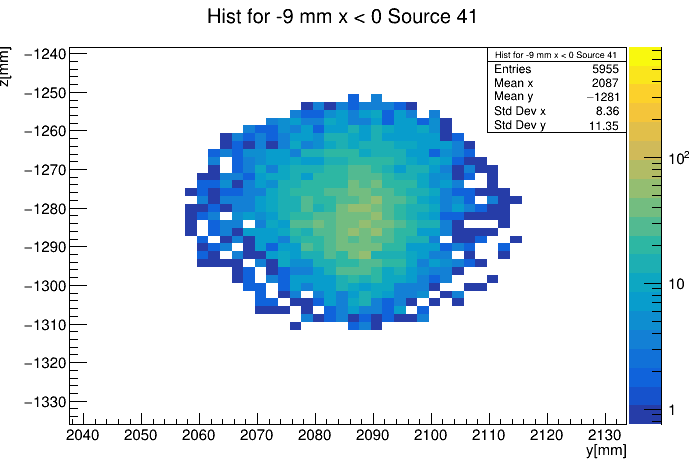 Hist for -9 mm x < 0 Source 41
z[mm]
−1240
−1250
−1260
−1270
−1280
−1290
−1300
−1310
−1320
−1330
2040 2050 2060 2070 2080 2090 2100 2110 2120 2130
y[mm]
Hist for -9 mm x < 0 Source 41
Entries 5955
Mean x 2087
Mean y −1281
Std Dev x 8.36
Std Dev y 11.35
10²
10
1